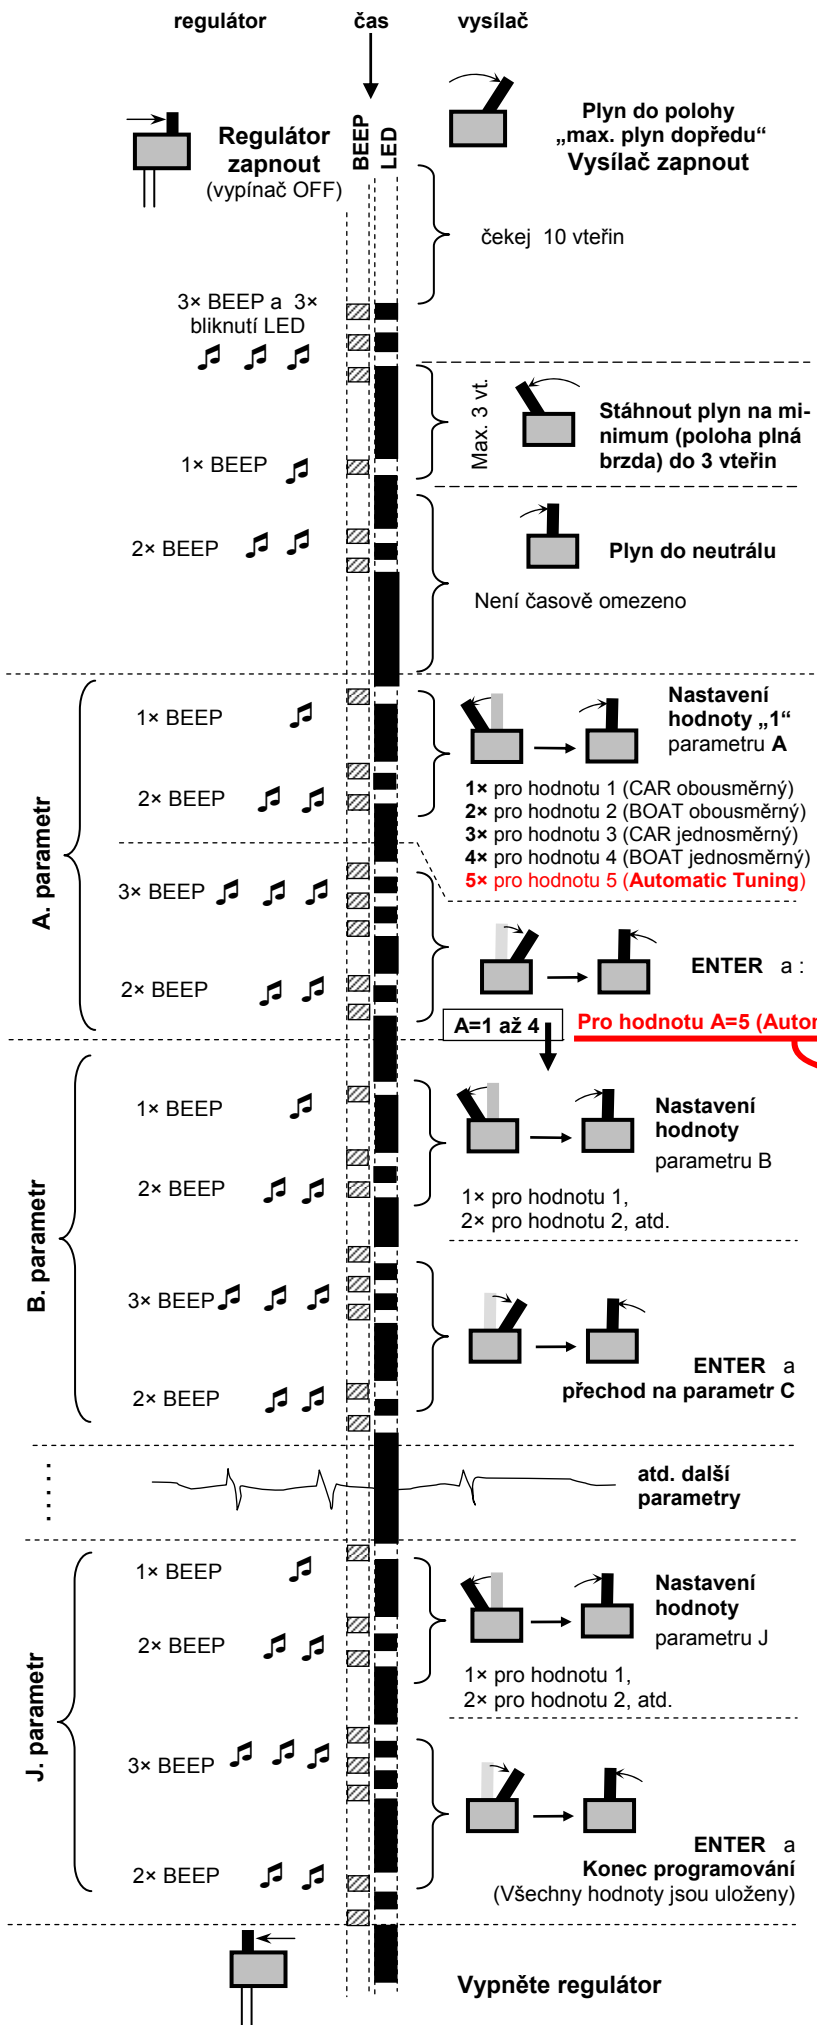 regulátor čas vysílač
Regulátor
zapnout
(vypínač OFF)
BEEP
LED
Plyn do polohy
„max. plyn dopředu“
Vysílač zapnout
čekej 10 vteřin
3× BEEP a 3×
bliknutí LED
Max. 3 vt.
Stáhnout plyn na mi-
nimum (poloha plná
brzda) do 3 vteřin
1× BEEP
2× BEEP
Plyn do neutrálu
Není časově omezeno
A. parametr
1× BEEP
Nastavení
hodnoty „1“
parametru A
2× BEEP
1× pro hodnotu 1 (CAR obousměrný)
2× pro hodnotu 2 (BOAT obousměrný)
3× pro hodnotu 3 (CAR jednosměrný)
4× pro hodnotu 4 (BOAT jednosměrný)
5× pro hodnotu 5 (Automatic Tuning)
3× BEEP
ENTER a :
2× BEEP
A=1 až 4
Pro hodnotu A=5 (Auto
B. parametr
1× BEEP
Nastavení
hodnoty
parametru B
2× BEEP
1× pro hodnotu 1,
2× pro hodnotu 2, atd.
3× BEEP
ENTER a
přechod na parametr C
2× BEEP
......
atd. další
parametry
J. parametr
1× BEEP
Nastavení
hodnoty
parametru J
2× BEEP
1× pro hodnotu 1,
2× pro hodnotu 2, atd.
3× BEEP
ENTER a
Konec programování
(Všechny hodnoty jsou uloženy)
2× BEEP
Vypněte regulátor